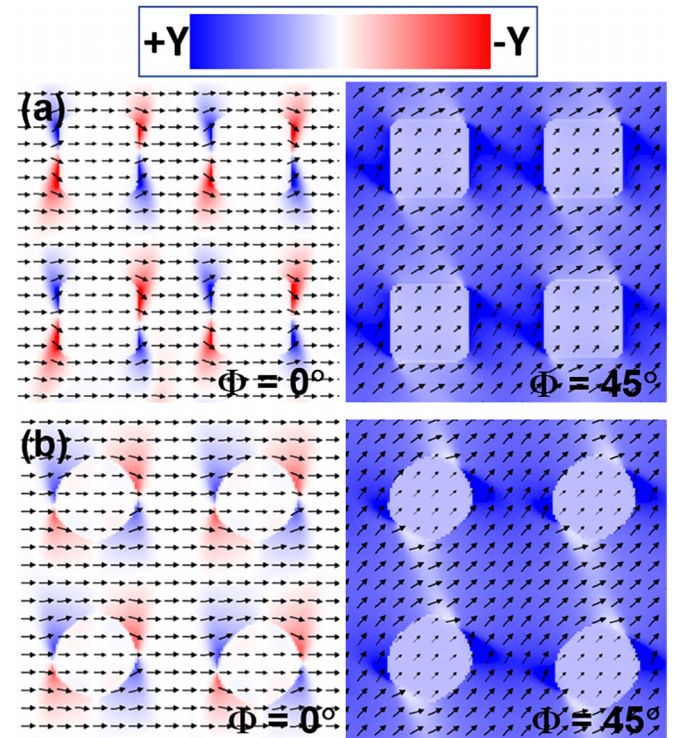 +Y -Y
(a)
Φ = 0° Φ = 45°
(b)
Φ = 0° Φ = 45°